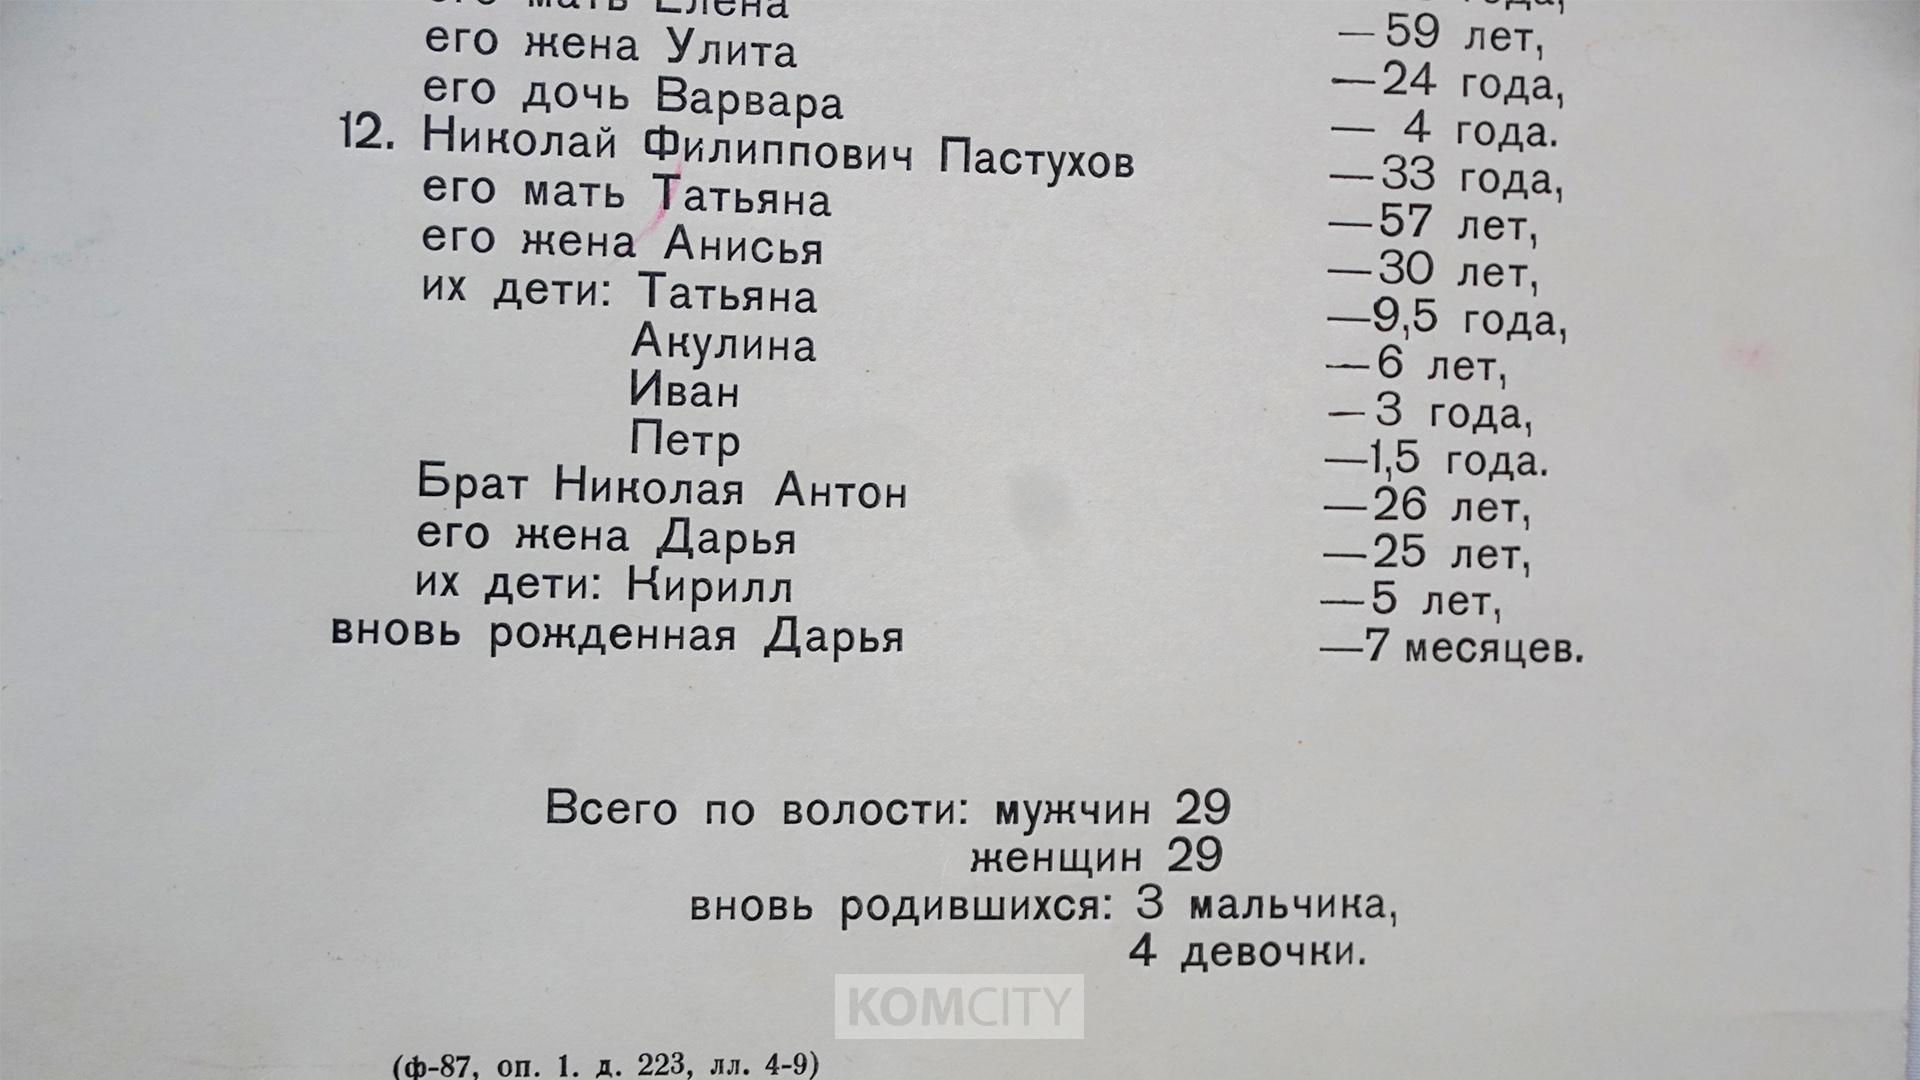 года,
его мать Елена —59 лет,
его жена Улита —24 года,
его дочь Варвара — 4 года.
12. Николай Филиппович Пастухов —33 года,
его мать Татьяна —57 лет,
его жена Анисья —30 лет,
их дети: Татьяна —9,5 года,
Акулина —6 лет,
Иван —3 года,
Петр —1,5 года.
Брат Николая Антон —26 лет,
его жена Дарья —25 лет,
их дети: Кирилл —5 лет,
вновь рожденная Дарья —7 месяцев.
Всего по волости: мужчин 29
женщин 29
вновь родившихся: 3 мальчика,
4 девочки.
KOMCITY
(ф-87, оп. 1. д. 223, лл. 4-9)